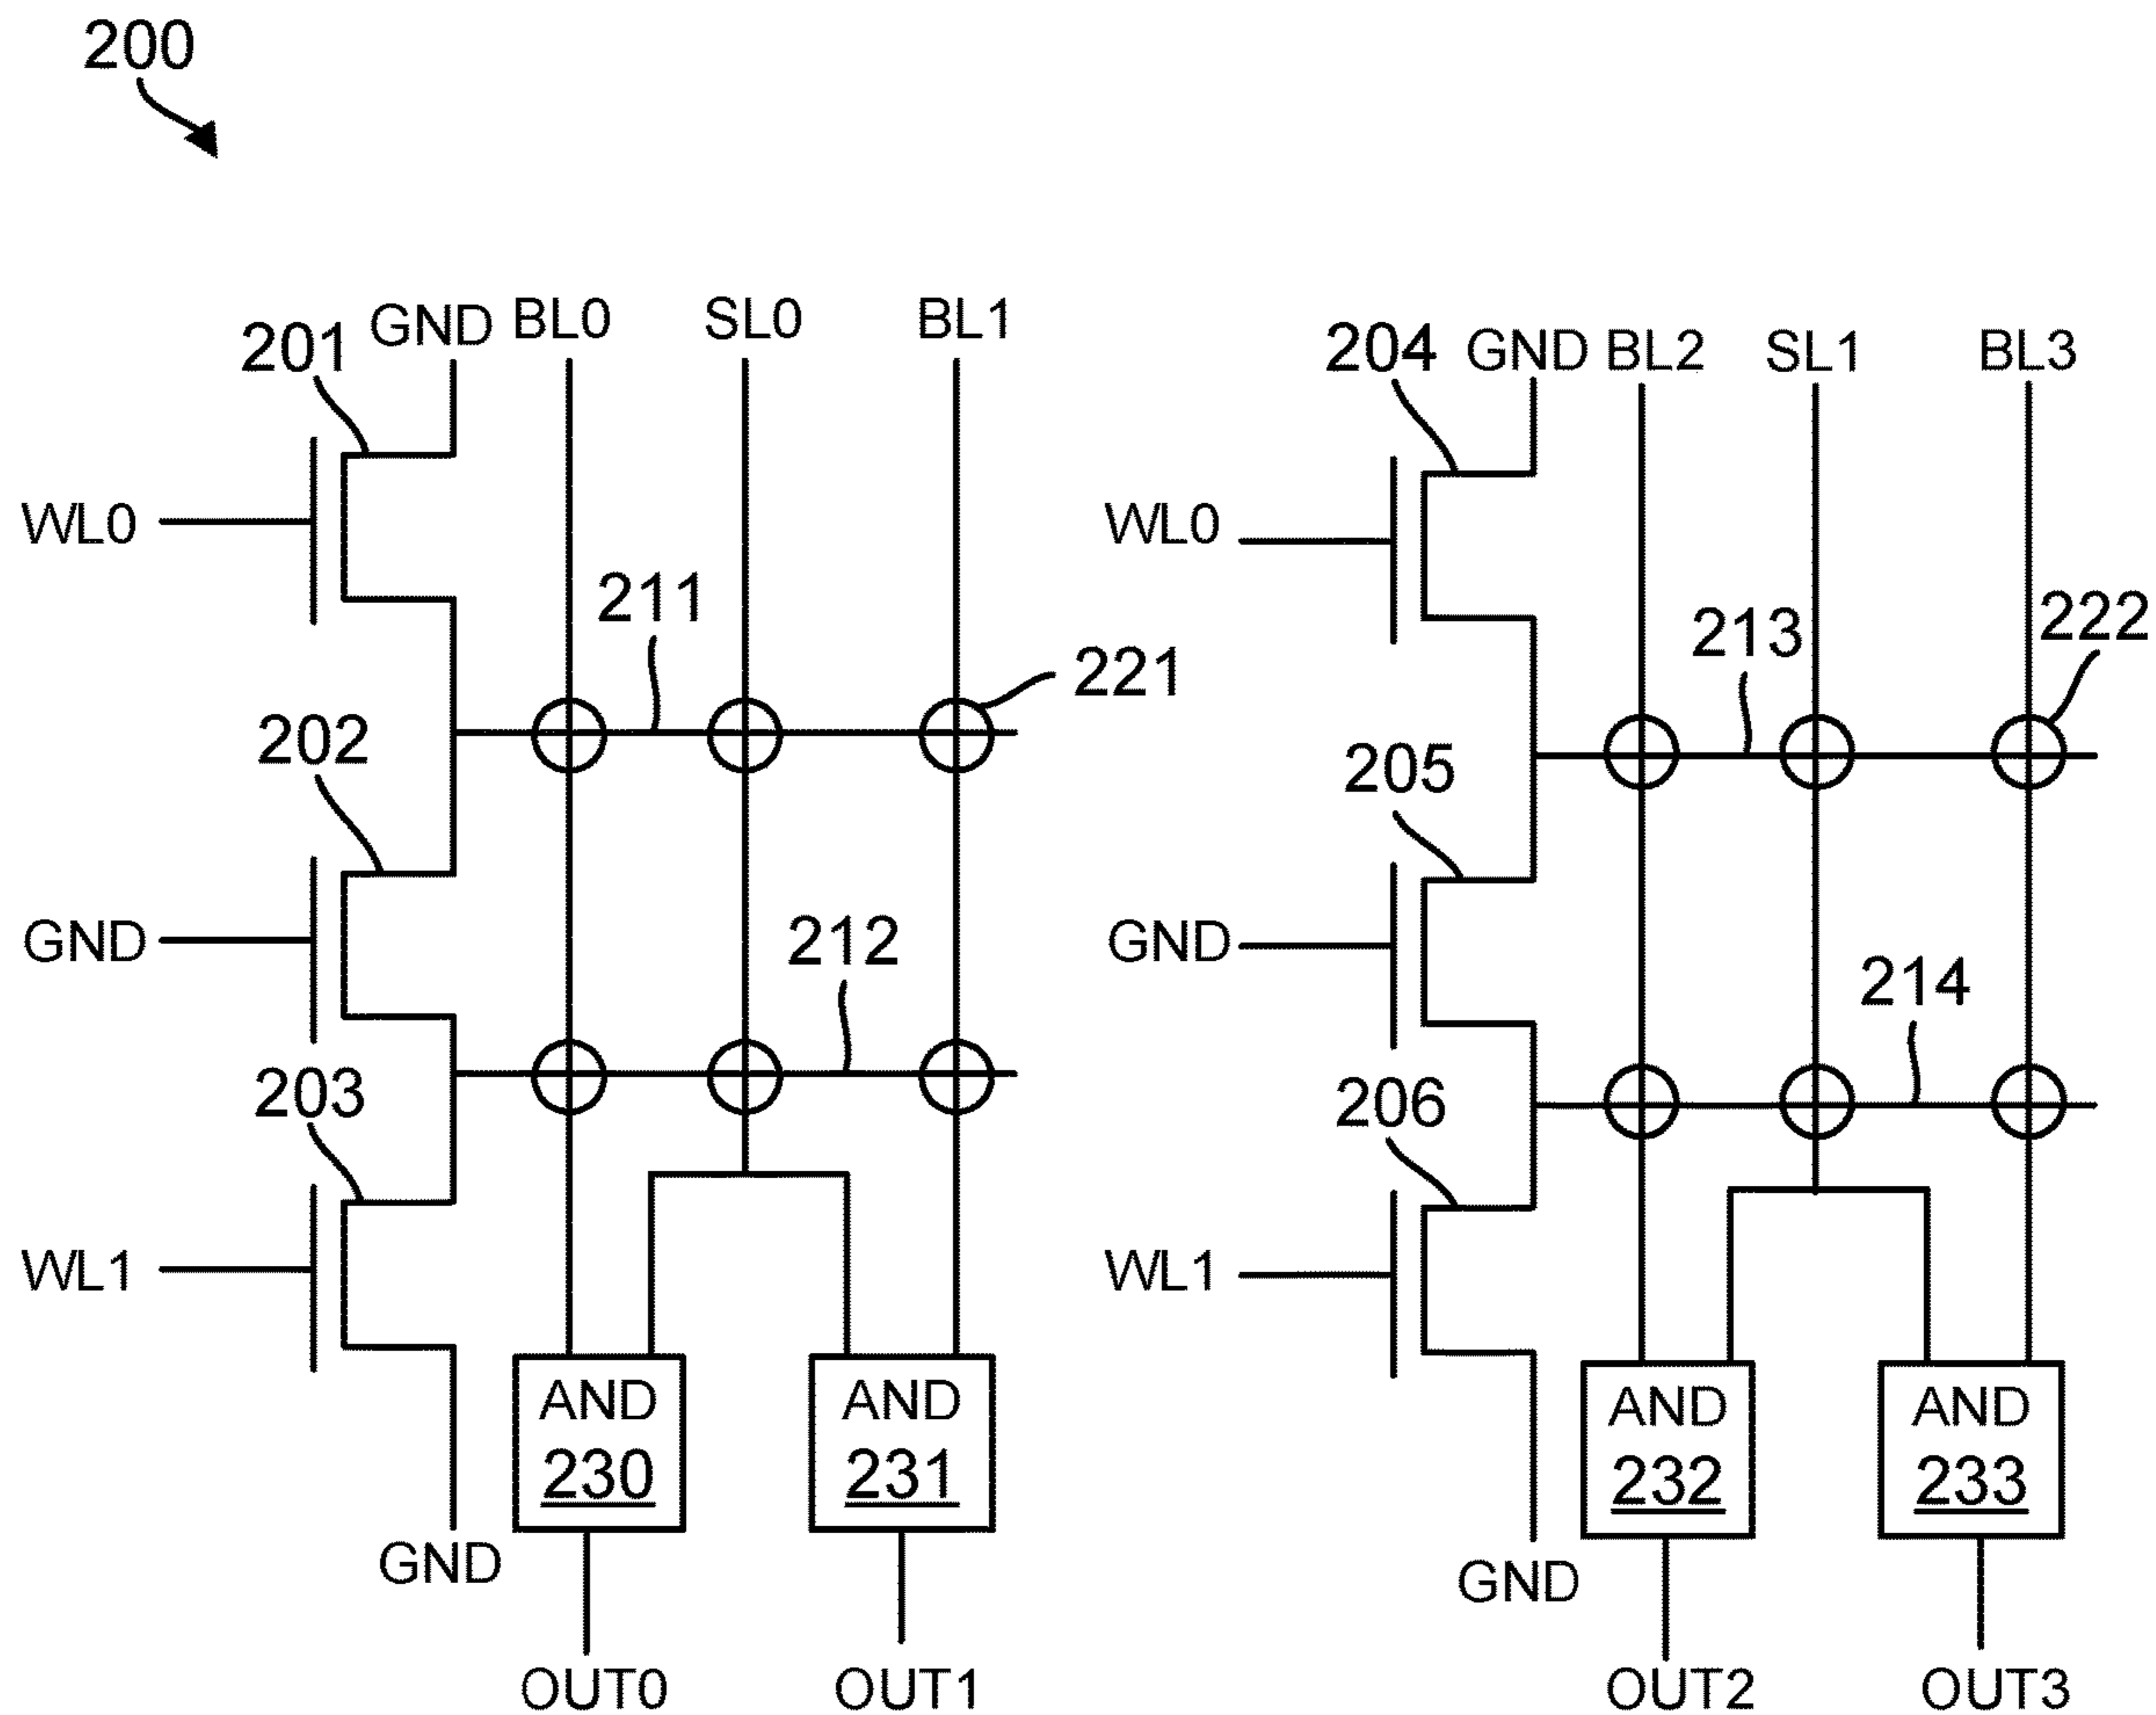 200
201
GND
BL0
SL0
BL1
204
GND
BL2
SL1
BL3
WL0
WL0
211
221
213
222
202
205
GND
GND
212
214
203
206
WL1
WL1
AND
230
AND
231
AND
232
AND
233
GND
GND
OUT0
OUT1
OUT2
OUT3